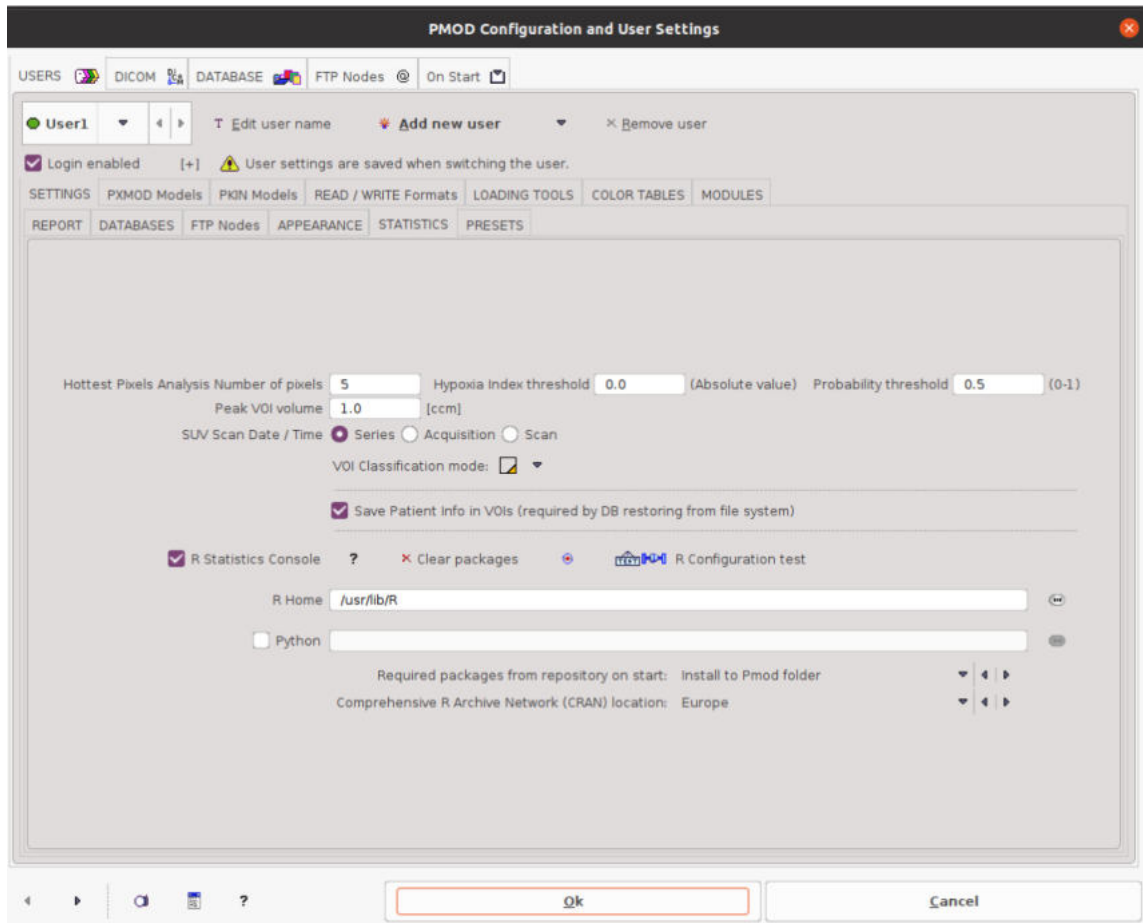 PMOD Configuration and User Settings
USERS DICOM DATABASE FTP Nodes @ On Start
User1 T Edit user name Add new user Remove user
Login enabled [+] User settings are saved when switching the user.
SETTINGS PXMOD Models PKIN Models READ / WRITE Formats LOADING TOOLS COLOR TABLES MODULES
REPORT DATABASES FTP Nodes APPEARANCE STATISTICS PRESETS
Hottest Pixels Analysis Number of pixels 5 Hypoxia Index threshold 0.0 (Absolute value) Probability threshold 0.5 (0-1)
Peak VOI volume 1.0 [ccm]
SUV Scan Date / Time Series Acquisition Scan
VOI Classification mode:
Save Patient Info in VOIs (required by DB restoring from file system)
R Statistics Console ? Clear packages R Configuration test
R Home /usr/lib/R
Python
Required packages from repository on start: Install to Pmod folder
Comprehensive R Archive Network (CRAN) location: Europe
? Ok Cancel